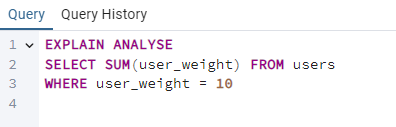 Query Query History
1 EXPLAIN ANALYSE
2 SELECT SUM(user_weight) FROM users
3 WHERE user_weight = 10
4